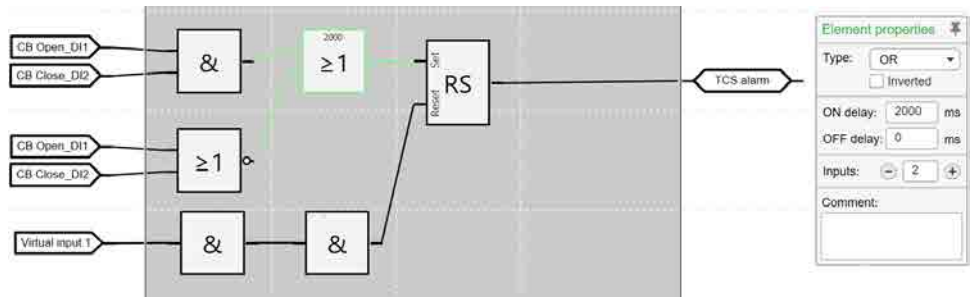 CB Open_DI1
CB Close_DI2
&
2000
≥1
Set
Reset
RS
TCS alarm
CB Open_DI1
CB Close_DI2
≥1
Virtual input 1
&
&
Element properties
Type: OR
Inverted
ON delay: 2000 ms
OFF delay: 0 ms
Inputs: − 2 +
Comment: